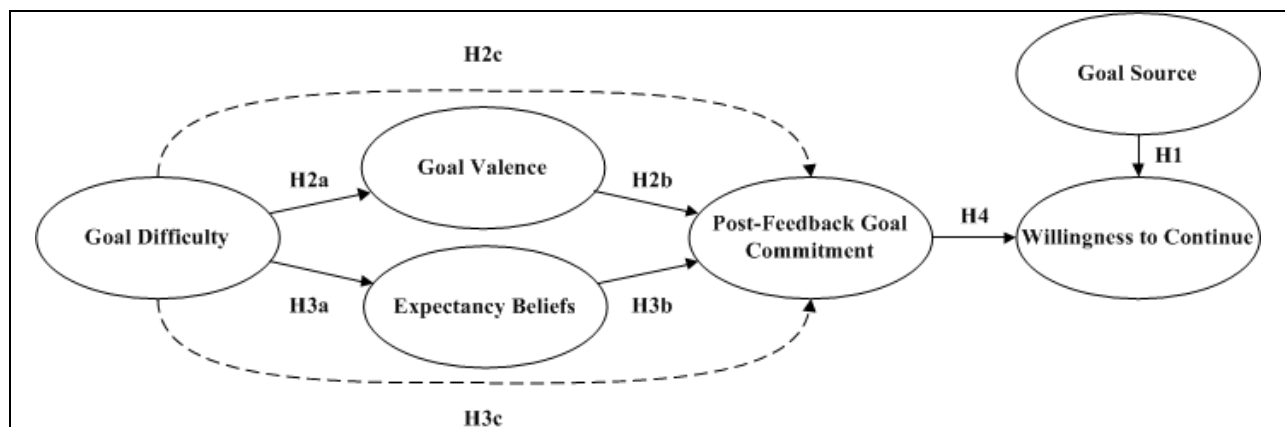 H2c
Goal Source
H1
Goal Valence
H2a
H2b
Goal Difficulty
Post-Feedback Goal
Commitment
H4
Willingness to Continue
H3a
Expectancy Beliefs
H3b
H3c